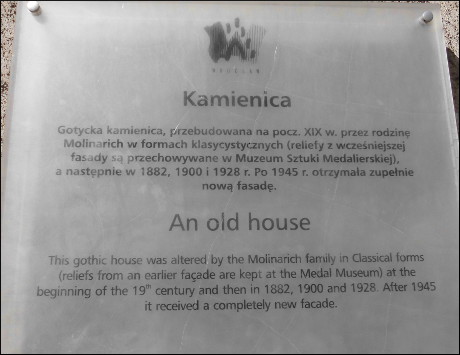 WROCŁAW
Kamienica
Gotycka kamienica, przebudowana na pocz. XIX w. przez rodzinę
Molinarich w formach klasycystycznych (reliefy z wcześniejszej
fasady są przechowywane w Muzeum Sztuki Medalierskiej),
a następnie w 1882, 1900 i 1928 r. Po 1945 r. otrzymała zupełnie
nową fasadę.
An old house
This gothic house was altered by the Molinarich family in Classical forms
(reliefs from an earlier façade are kept at the Medal Museum) at the
beginning of the 19th century and then in 1882, 1900 and 1928. After 1945
it received a completely new facade.